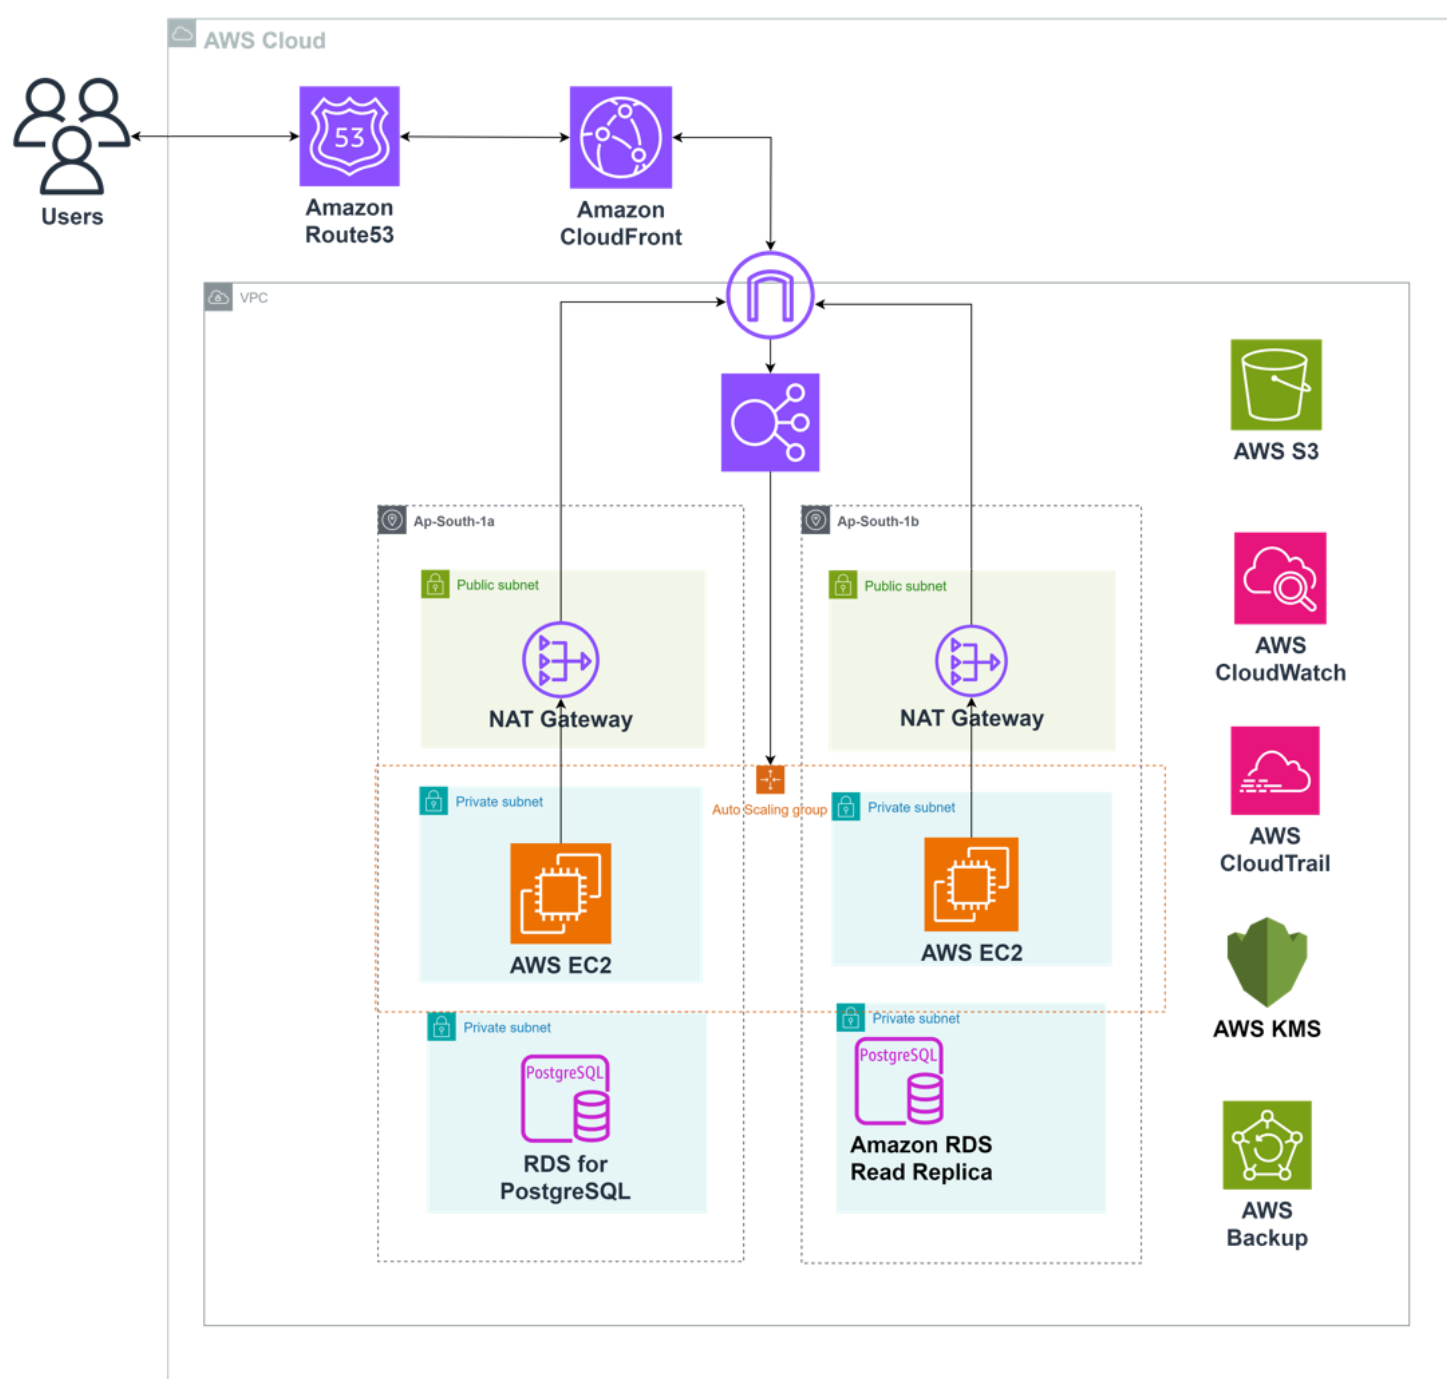 AWS Cloud
53
Users
Amazon
Route53
Amazon
CloudFront
VPC
AWS S3
Ap-South-1a
Ap-South-1b
Public subnet
Public subnet
AWS
CloudWatch
NAT Gateway
NAT Gateway
Auto Scaling group
Private subnet
Private subnet
AWS
CloudTrail
AWS EC2
AWS EC2
Private subnet
Private subnet
AWS KMS
PostgreSQL
PostgreSQL
RDS for
PostgreSQL
Amazon RDS
Read Replica
AWS
Backup